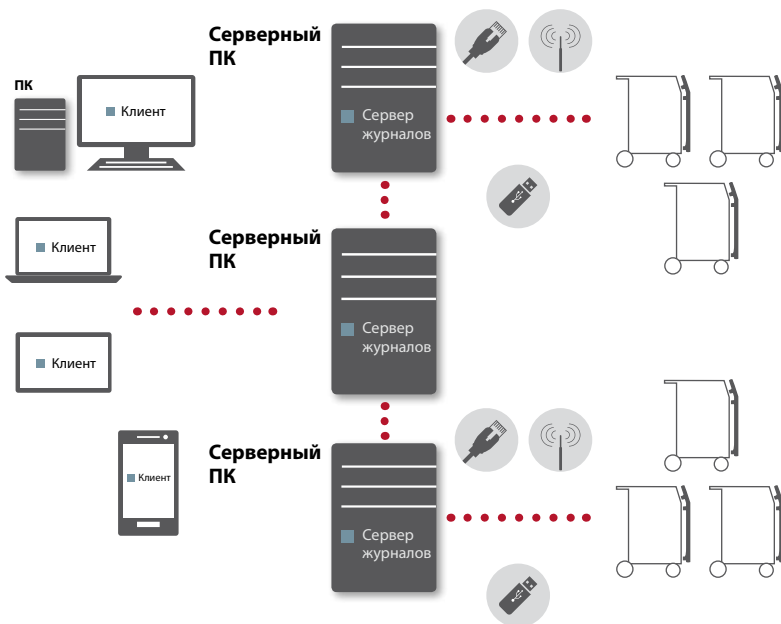 Серверный
ПК
ПК
Клиент
Сервер
журналов
Серверный
ПК
Клиент
Сервер
журналов
Клиент
Серверный
ПК
Клиент
Сервер
журналов